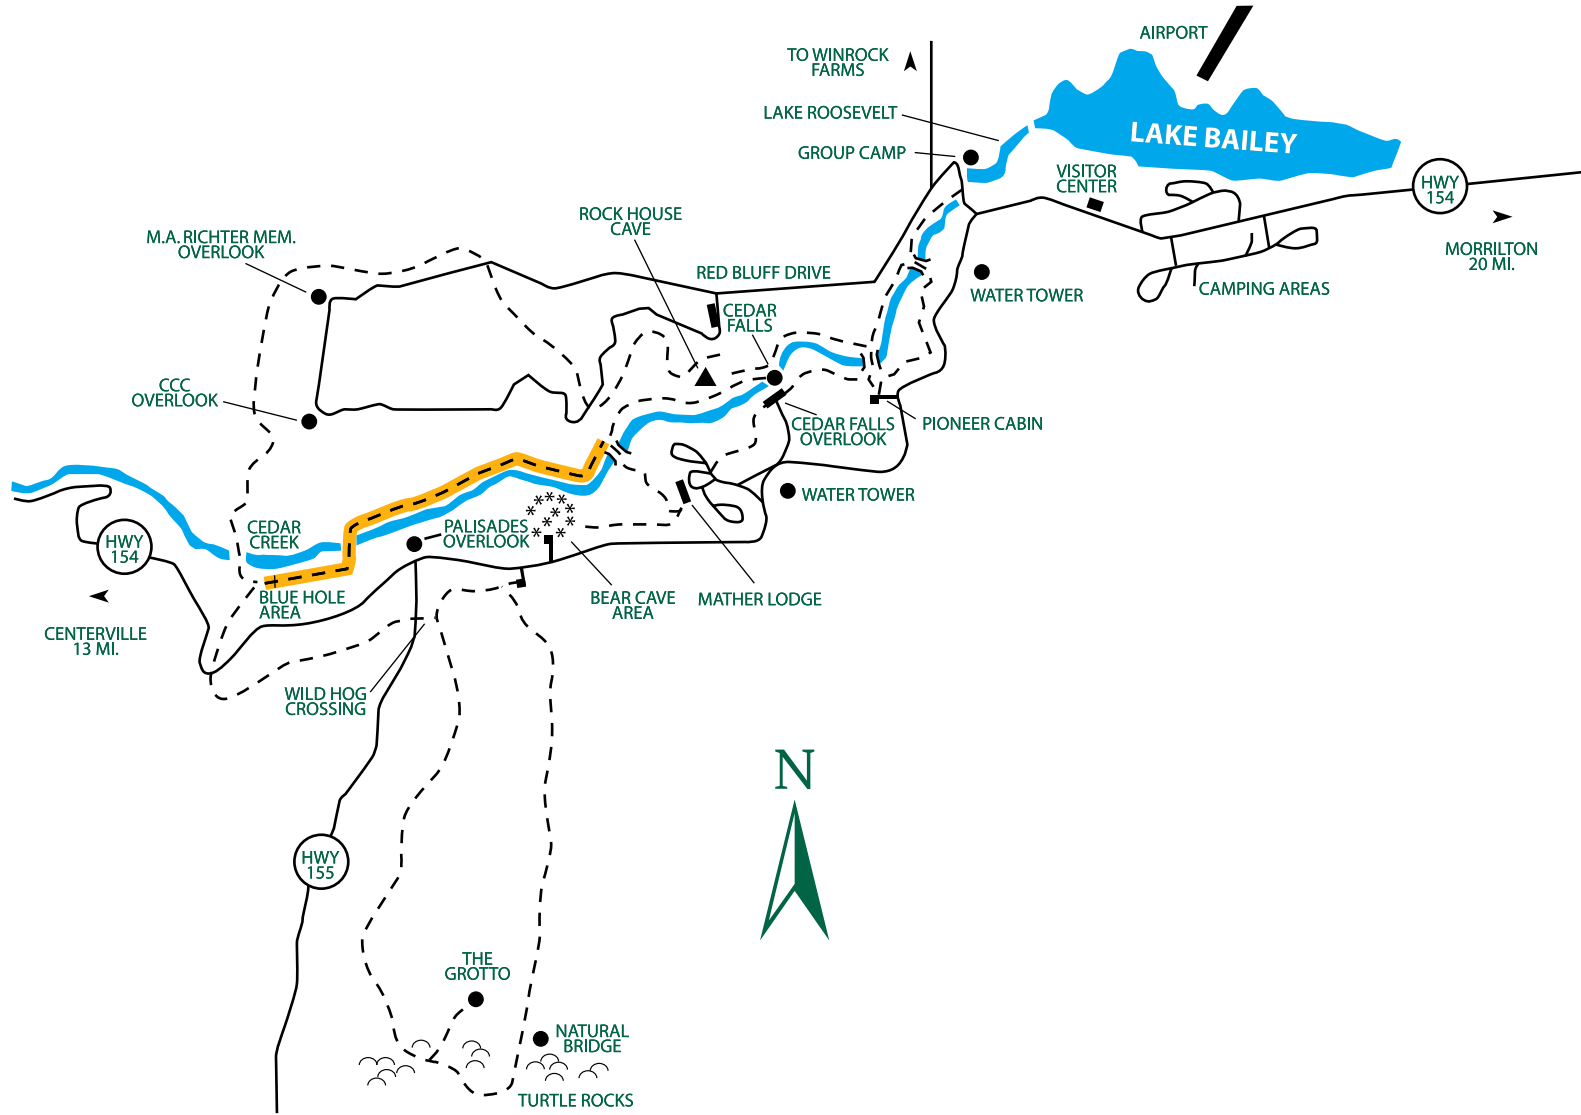 AIRPORT
TO WINROCK
FARMS
LAKE ROOSEVELT
LAKE BAILEY
GROUP CAMP
VISITOR
CENTER
HWY
154
ROCK HOUSE
CAVE
M.A. RICHTER MEM.
OVERLOOK
MORRILTON
20 MI.
RED BLUFF DRIVE
WATER TOWER
CAMPING AREAS
CEDAR
FALLS
CCC
OVERLOOK
CEDAR FALLS
OVERLOOK
PIONEER CABIN
WATER TOWER
CEDAR
CREEK
PALISADES
OVERLOOK
HWY
154
BLUE HOLE
AREA
BEAR CAVE
AREA
MATHER LODGE
CENTERVILLE
13 MI.
WILD HOG
CROSSING
N
HWY
155
THE
GROTTO
NATURAL
BRIDGE
TURTLE ROCKS